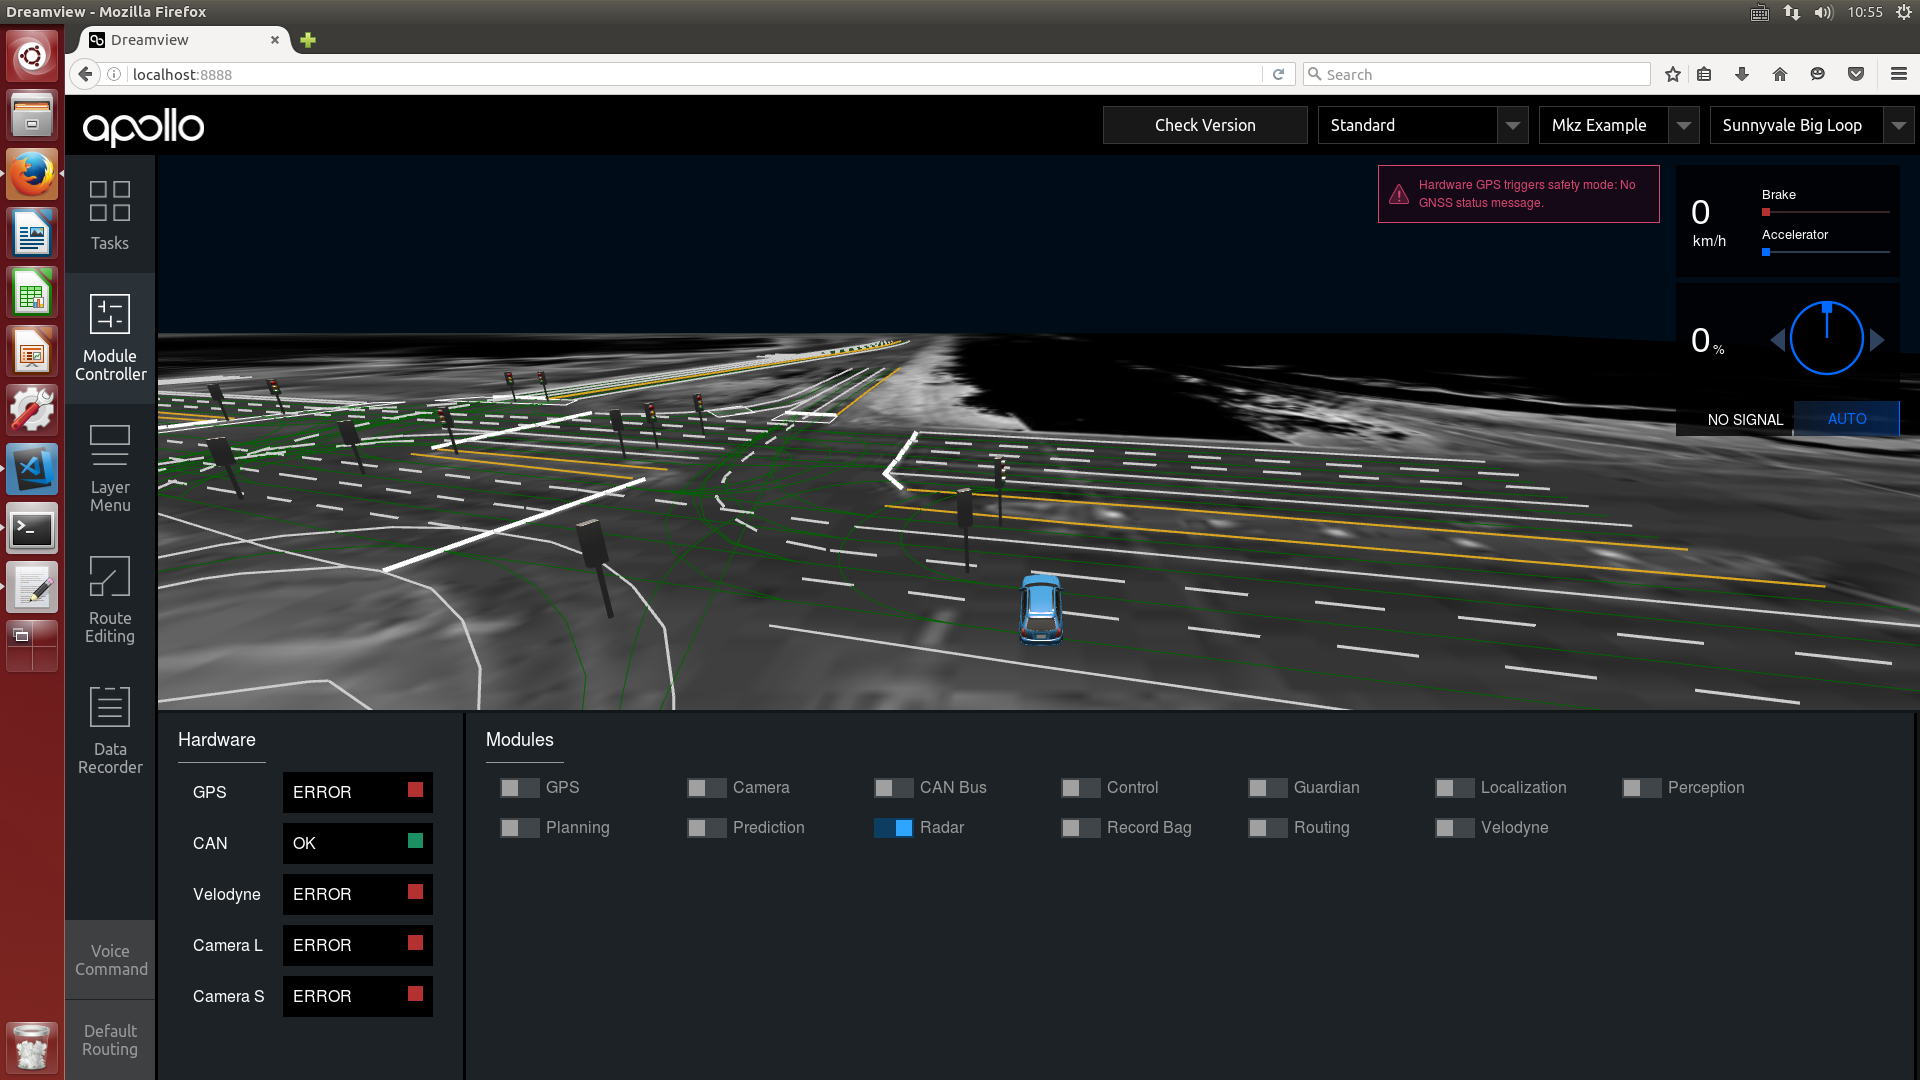 Dreamview - Mozilla Firefox
10:55
Dreamview
localhost:8888
Search
apollo
Check Version
Standard
Mkz Example
Sunnyvale Big Loop
Tasks
Module
Controller
Layer
Menu
Route
Editing
Data
Recorder
Voice
Command
Default
Routing
Hardware GPS triggers safety mode: No
GNSS status message.
0
km/h
Brake
Accelerator
0 %
NO SIGNAL
AUTO
Hardware
GPS ERROR
CAN OK
Velodyne ERROR
Camera L ERROR
Camera S ERROR
Modules
GPS Camera CAN Bus Control Guardian Localization Perception
Planning Prediction Radar Record Bag Routing Velodyne